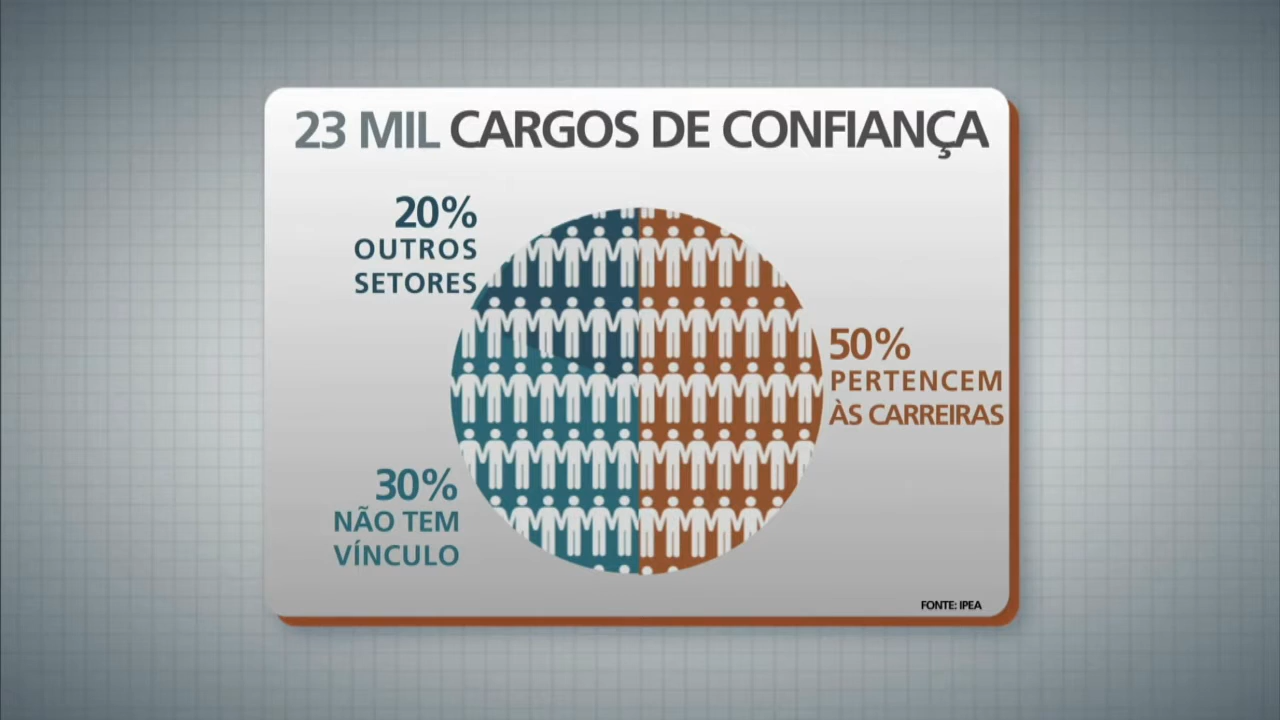 23 MIL CARGOS DE CONFIANÇA
20%
OUTROS
SETORES
50%
PERTENCEM
ÀS CARREIRAS
30%
NÃO TEM
VÍNCULO
FONTE: IPEA